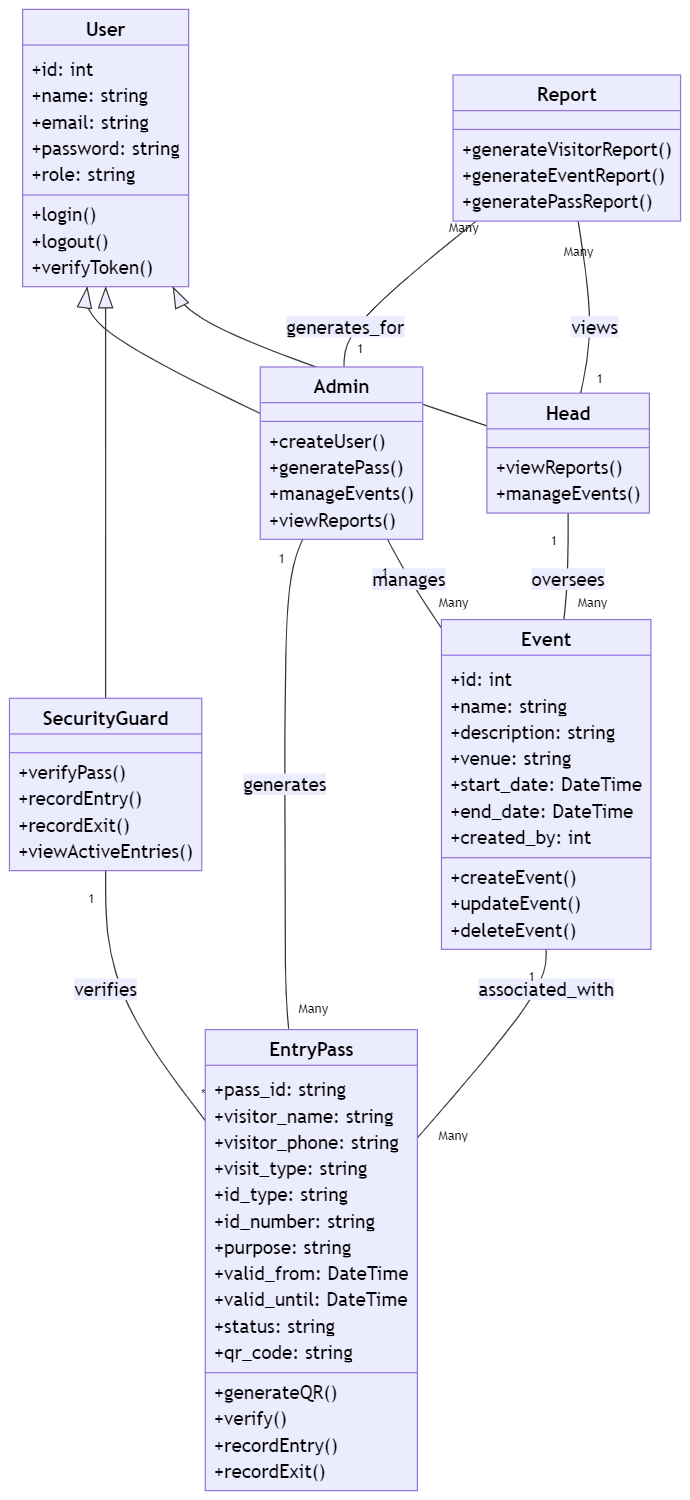 User
+id: int
+name: string
+email: string
+password: string
+role: string
+login()
+logout()
+verifyToken()
Report
+generateVisitorReport()
+generateEventReport()
+generatePassReport()
Many
Many
generates_for
views
1
1
Admin
+createUser()
+generatePass()
+manageEvents()
+viewReports()
Head
+viewReports()
+manageEvents()
1
1
manages
Many
1
oversees
Many
Event
+id: int
+name: string
+description: string
+venue: string
+start_date: DateTime
+end_date: DateTime
+created_by: int
+createEvent()
+updateEvent()
+deleteEvent()
SecurityGuard
+verifyPass()
+recordEntry()
+recordExit()
+viewActiveEntries()
generates
1
verifies
1
associated_with
Many
*
Many
EntryPass
+pass_id: string
+visitor_name: string
+visitor_phone: string
+visit_type: string
+id_type: string
+id_number: string
+purpose: string
+valid_from: DateTime
+valid_until: DateTime
+status: string
+qr_code: string
+generateQR()
+verify()
+recordEntry()
+recordExit()